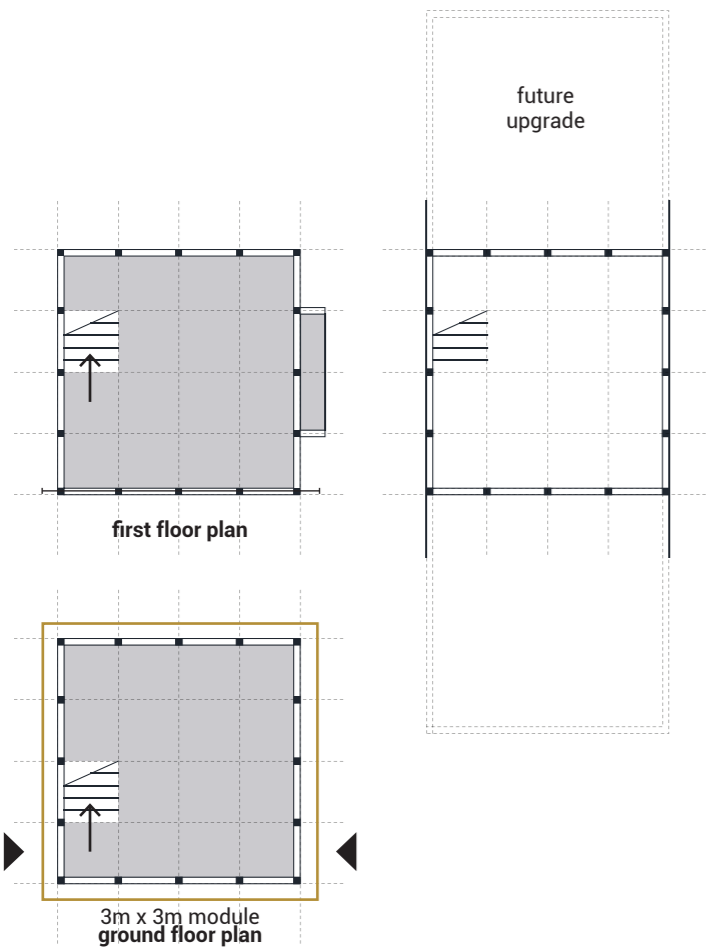 future
upgrade
first floor plan
3m x 3m module
ground floor plan